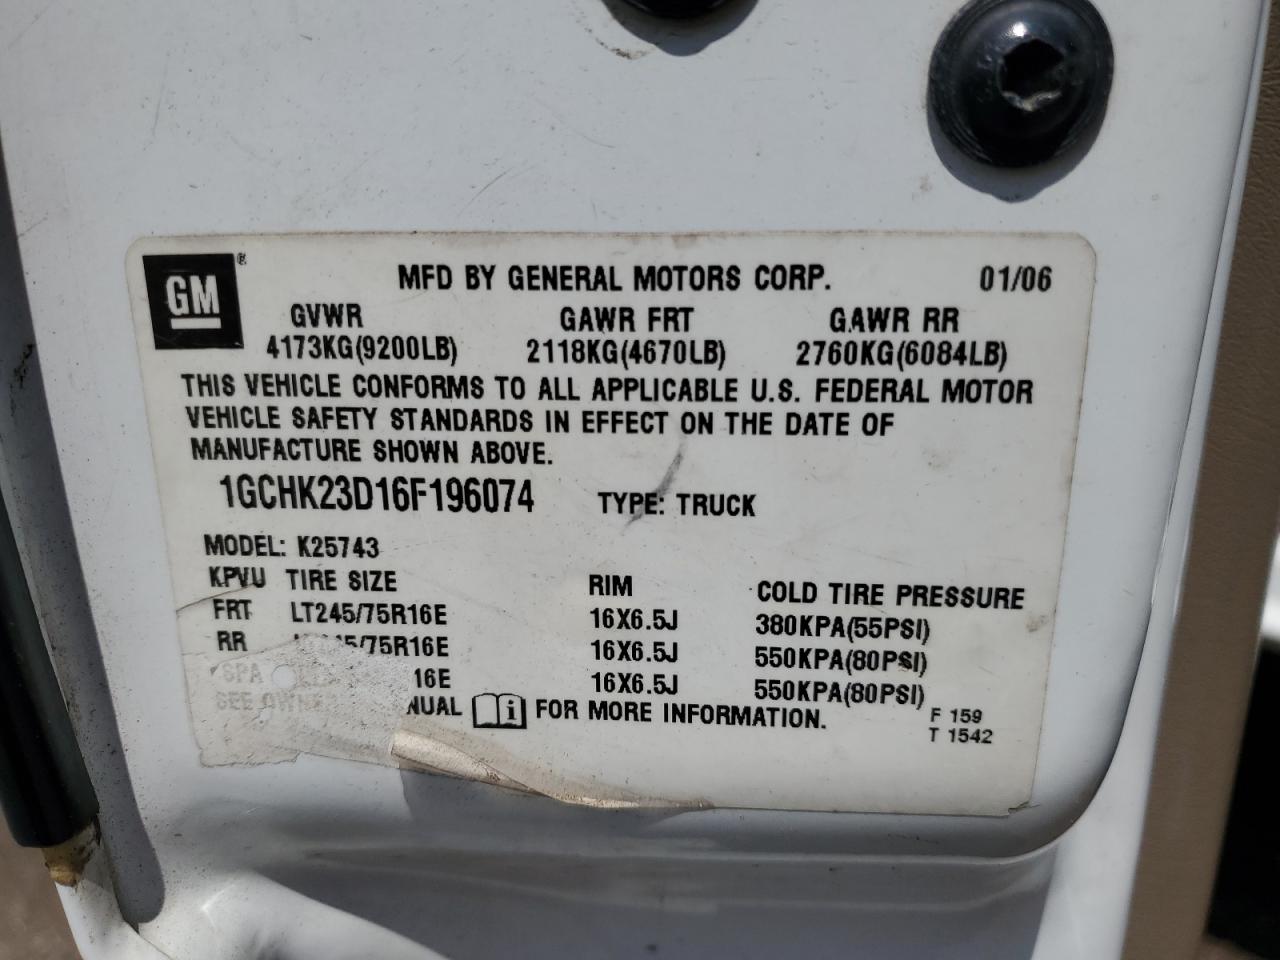 GM ®
MFD BY GENERAL MOTORS CORP. 01/06
GVWR GAWR FRT GAWR RR
4173KG(9200LB) 2118KG(4670LB) 2760KG(6084LB)
THIS VEHICLE CONFORMS TO ALL APPLICABLE U.S. FEDERAL MOTOR
VEHICLE SAFETY STANDARDS IN EFFECT ON THE DATE OF
MANUFACTURE SHOWN ABOVE.
1GCHK23D16F196074 TYPE: TRUCK
MODEL: K25743
KPVU TIRE SIZE RIM COLD TIRE PRESSURE
FRT LT245/75R16E 16X6.5J 380KPA(55PSI)
RR 16X6.5J 550KPA(80PSI)
SPA 16X6.5J 550KPA(80PSI)
SEE i FOR MORE INFORMATION.
F 159
T 1542